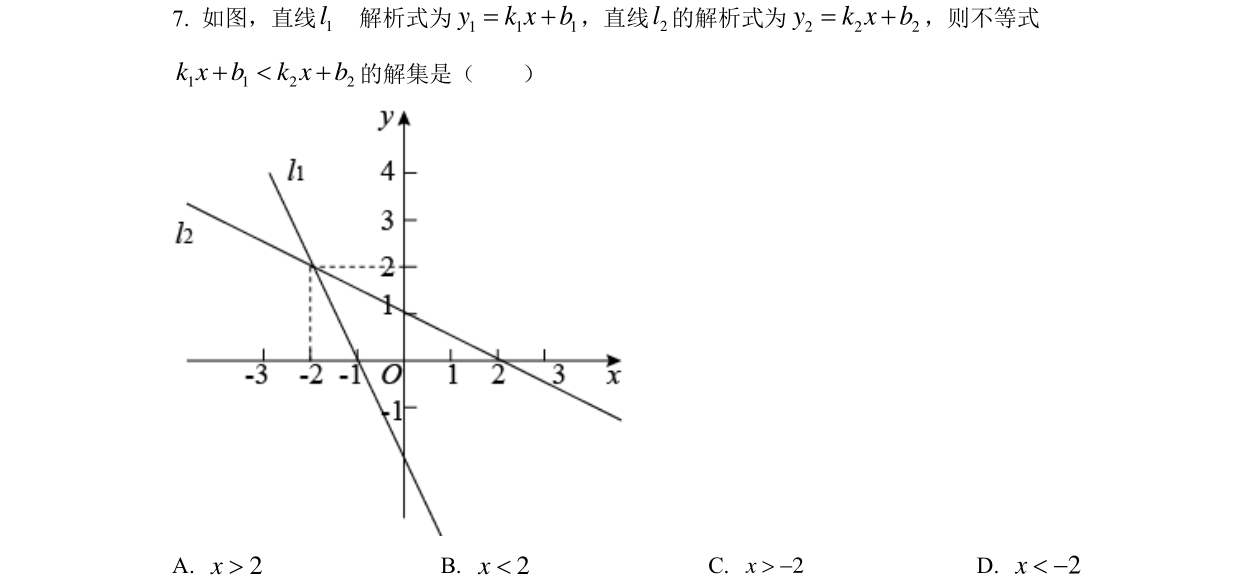 7. 如图，直线l₁ 解析式为y₁=k₁x+b₁，直线l₂的解析式为y₂=k₂x+b₂，则不等式
k₁x+b₁<k₂x+b₂的解集是（ ）
y
l1
4
3
l2
2
1
-3 -2 -1 O 1 2 3 x
-1
A. x>2 B. x<2 C. x>-2 D. x<-2